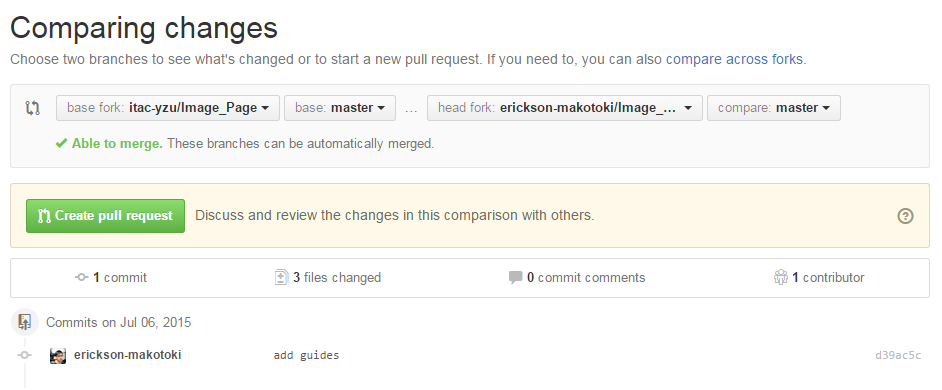 Comparing changes
Choose two branches to see what's changed or to start a new pull request. If you need to, you can also compare across forks.
base fork: itac-yzu/Image_Page base: master ... head fork: erickson-makotoki/Image_... compare: master
Able to merge. These branches can be automatically merged.
Create pull request Discuss and review the changes in this comparison with others.
1 commit 3 files changed 0 commit comments 1 contributor
Commits on Jul 06, 2015
erickson-makotoki add guides d39ac5c